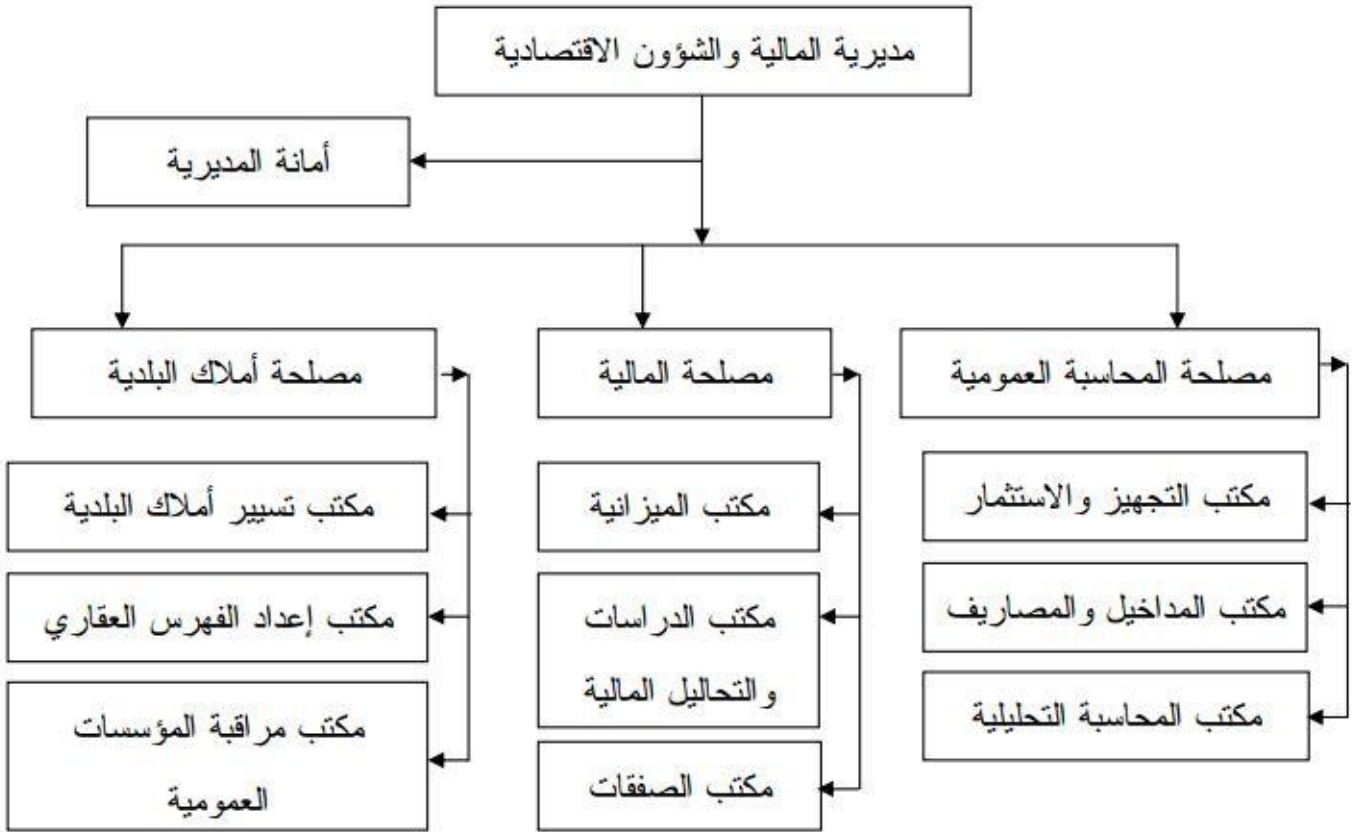 مديرية المالية والشؤون الاقتصادية
أمانة المديرية
مصلحة المحاسبة العمومية
مكتب التجهيز والاستثمار
مكتب المداخيل والمصاريف
مكتب المحاسبة التحليلية
مصلحة المالية
مكتب الميزانية
مكتب الدراسات
والتحاليل المالية
مكتب الصفقات
مصلحة أملاك البلدية
مكتب تسيير أملاك البلدية
مكتب إعداد الفهرس العقاري
مكتب مراقبة المؤسسات
العمومية